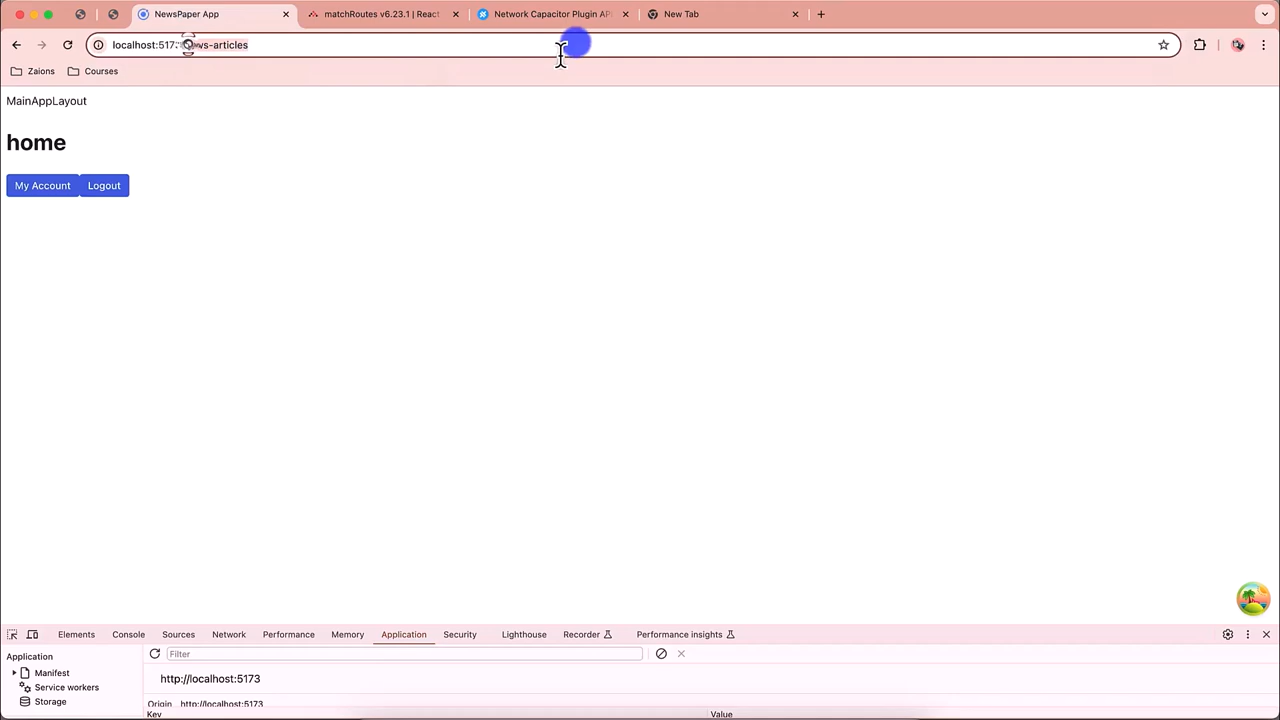 NewsPaper App
matchRoutes v6.23.1 | React
Network Capacitor Plugin AP
New Tab
localhost:517 ws-articles
Zaions
Courses
MainAppLayout
home
My Account
Logout
Elements
Console
Sources
Network
Performance
Memory
Application
Security
Lighthouse
Recorder
Performance insights
Application
Filter
Manifest
http://localhost:5173
Service workers
Storage
Origin http://localhost:5173
Key
Value